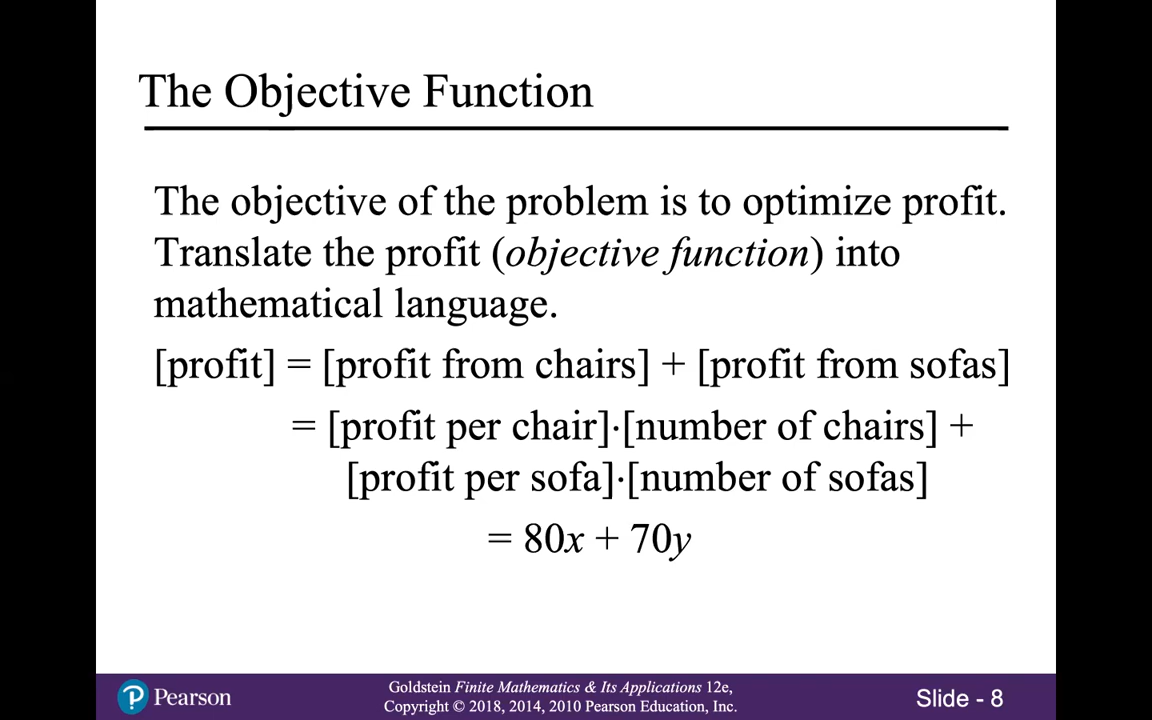 The Objective Function
The objective of the problem is to optimize profit.
Translate the profit (objective function) into
mathematical language.
[profit] = [profit from chairs] + [profit from sofas]
= [profit per chair]·[number of chairs] +
[profit per sofa]·[number of sofas]
= 80x + 70y
Pearson
Goldstein Finite Mathematics & Its Applications 12e,
Copyright © 2018, 2014, 2010 Pearson Education, Inc.
Slide - 8